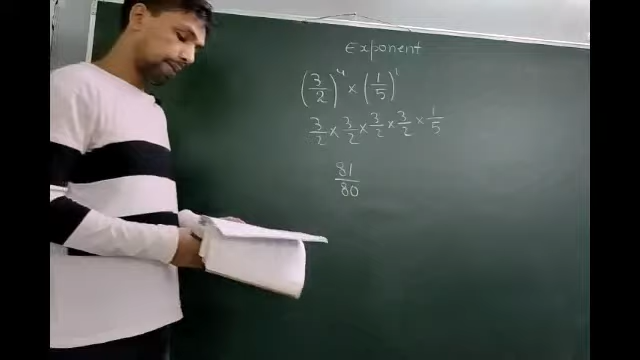 Exponent
(3/2)^4 × (1/5)^1
3/2 × 3/2 × 3/2 × 3/2 × 1/5
81/80